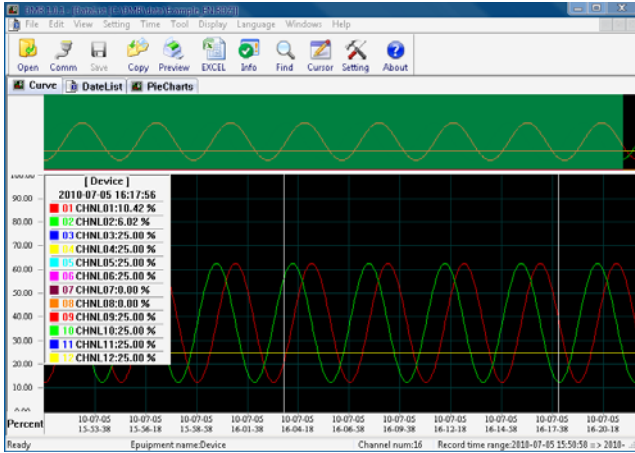 File Edit View Setting Time Tool Display Language Windows Help
Open Comm Save Copy Preview EXCEL Info Find Cursor Setting About
Curve DateList PieCharts
[ Device ]
2010-07-05 16:17:56
01 CHNL01:10.42 %
02 CHNL02:6.02 %
03 CHNL03:25.00 %
04 CHNL04:25.00 %
05 CHNL05:25.00 %
06 CHNL06:25.00 %
07 CHNL07:0.00 %
08 CHNL08:0.00 %
09 CHNL09:25.00 %
10 CHNL10:25.00 %
11 CHNL11:25.00 %
12 CHNL12:25.00 %
90.00
80.00
70.00
60.00
50.00
40.00
30.00
20.00
10.00
Percent
10-07-05 10-07-05 10-07-05 10-07-05 10-07-05 10-07-05 10-07-05 10-07-05 10-07-05 10-07-05 10-07-05
15-53-38 15-56-18 15-58-58 16-01-38 16-04-18 16-06-58 16-09-38 16-12-18 16-14-58 16-17-38 16-20-18
Ready Epuipment name:Device Channel num:16 Record time range:2010-07-05 15:50:58 => 2010-